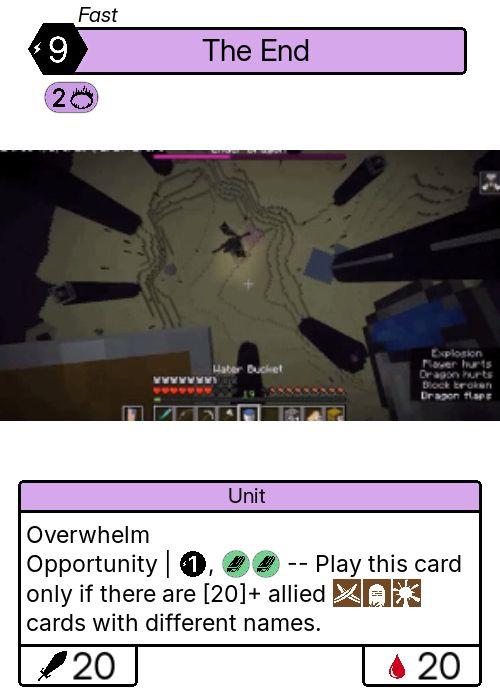 Fast
9
The End
2
Water Bucket
19
Explosion
Player hurts
Dragon hurts
Block broken
Dragon flaps
Unit
Overwhelm
Opportunity | 1, -- Play this card
only if there are [20]+ allied
cards with different names.
20
20